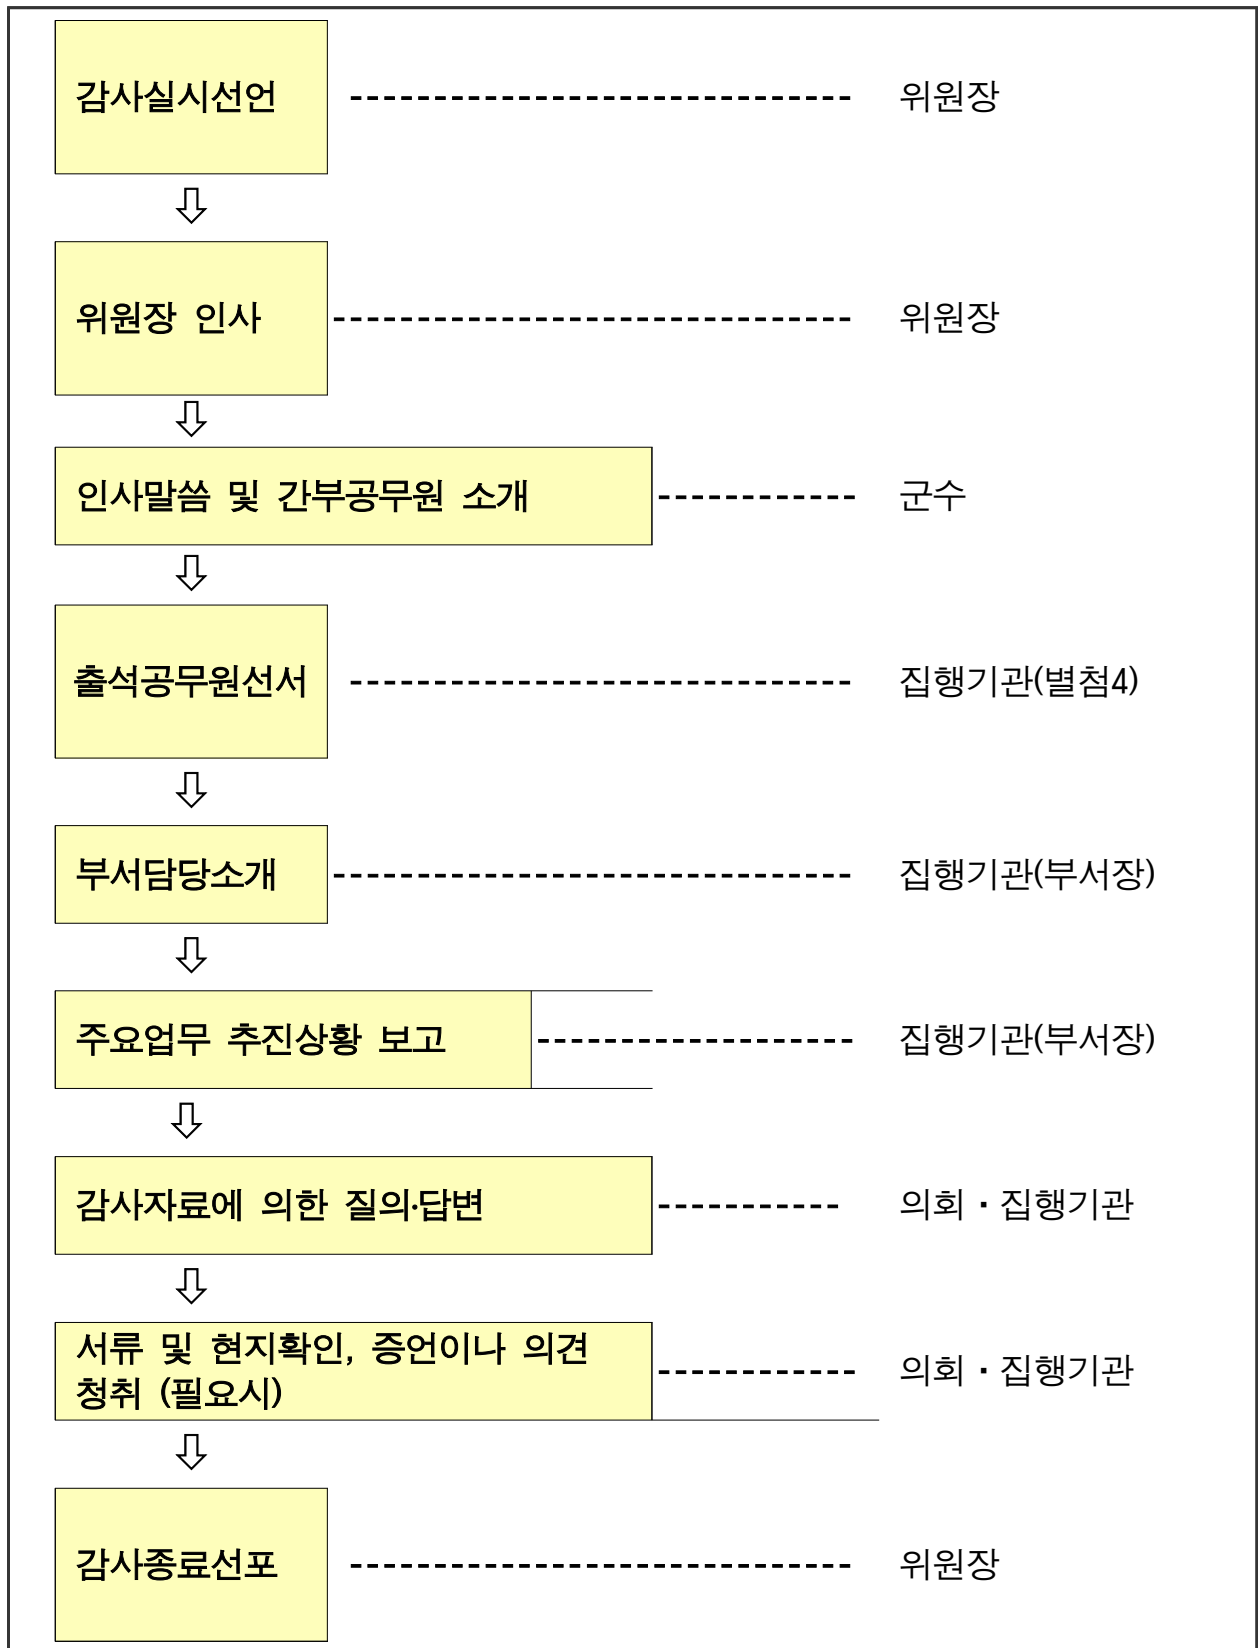 감사실시선언 ------------------------------ 위원장
⇩
위원장 인사 ------------------------------- 위원장
⇩
인사말씀 및 간부공무원 소개 ------------ 군수
⇩
출석공무원선서 ------------------------------ 집행기관(별첨4)
⇩
부서담당소개 ------------------------------- 집행기관(부서장)
⇩
주요업무 추진상황 보고 ------------------- 집행기관(부서장)
⇩
감사자료에 의한 질의·답변 ----------- 의회 · 집행기관
⇩
서류 및 현지확인, 증언이나 의견
청취 (필요시) ------------ 의회 · 집행기관
⇩
감사종료선포 ------------------------------ 위원장